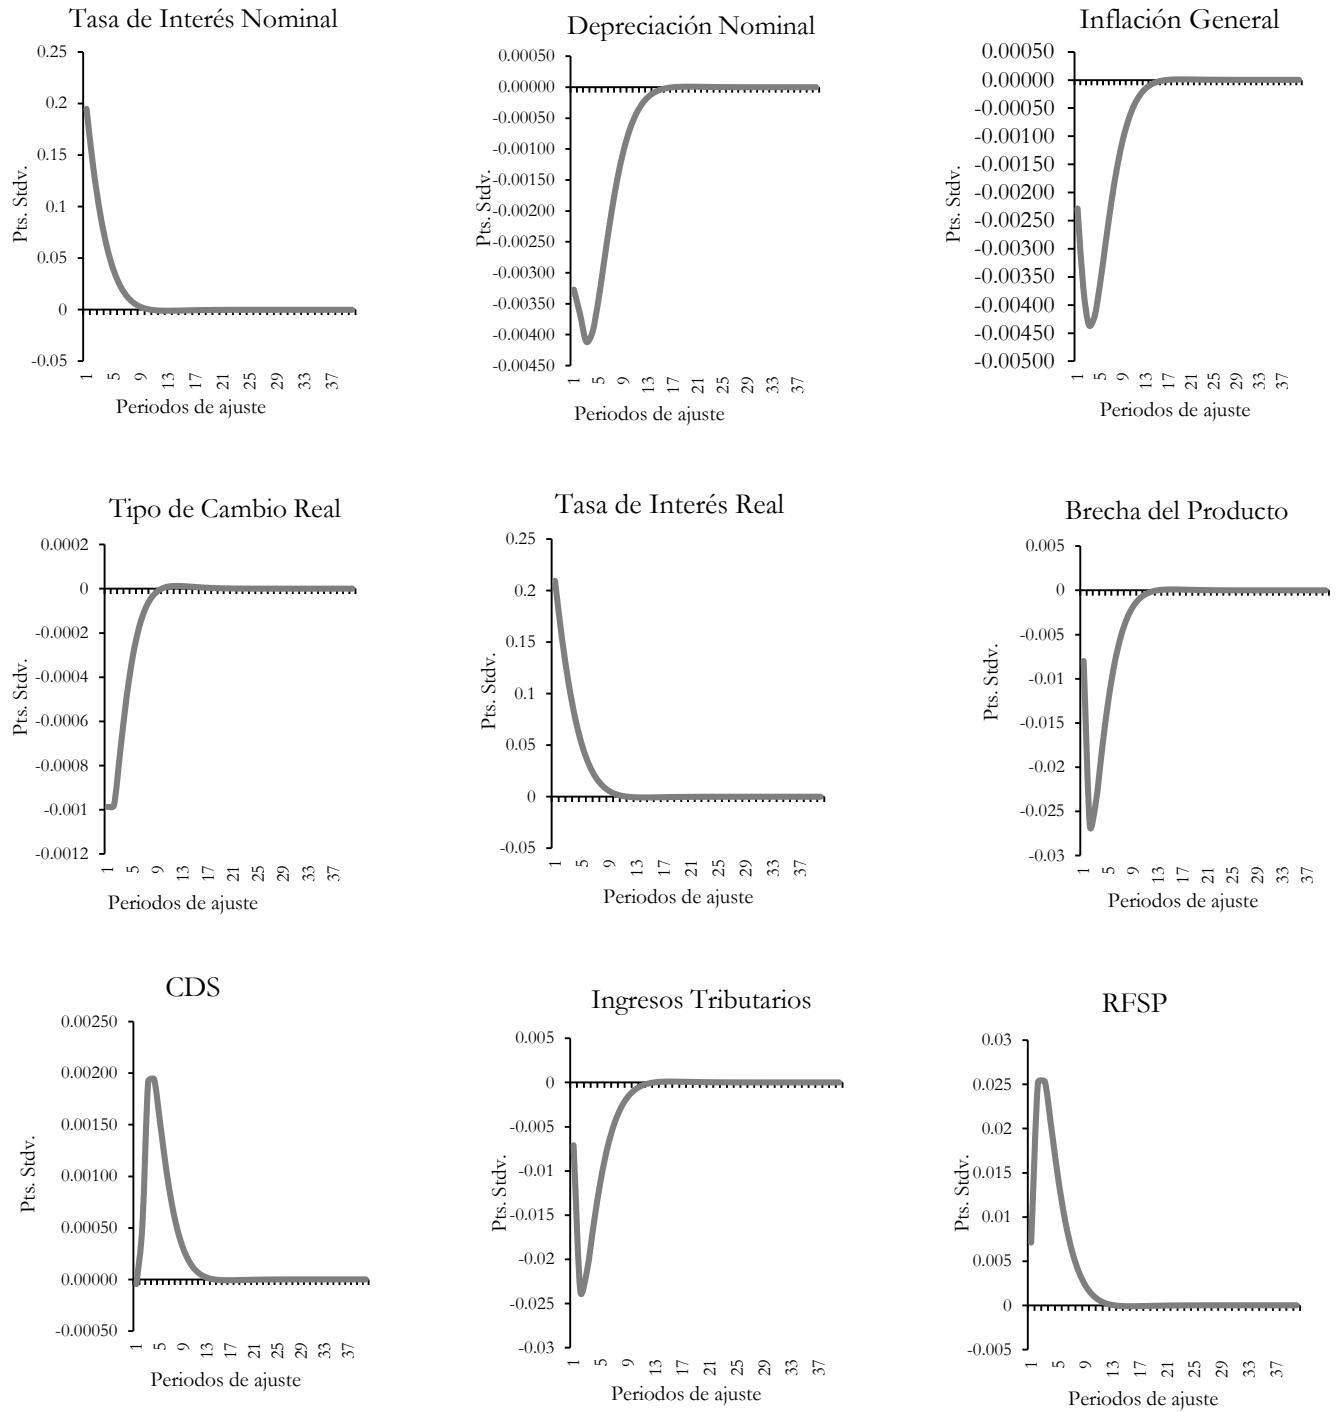 Tasa de Interés Nominal
0.25
0.2
0.15
0.1
0.05
0
-0.05
Pts. Stdv.
1 5 9 13 17 21 25 29 33 37
Periodos de ajuste
Depreciación Nominal
0.00050
0.00000
-0.00050
-0.00100
-0.00150
-0.00200
-0.00250
-0.00300
-0.00350
-0.00400
-0.00450
Pts. Stdv.
1 5 9 13 17 21 25 29 33 37
Periodos de ajuste
Inflación General
0.00050
0.00000
-0.00050
-0.00100
-0.00150
-0.00200
-0.00250
-0.00300
-0.00350
-0.00400
-0.00450
-0.00500
Pts. Stdv.
1 5 9 13 17 21 25 29 33 37
Periodos de ajuste
Tipo de Cambio Real
0.0002
0
-0.0002
-0.0004
-0.0006
-0.0008
-0.001
-0.0012
Pts. Stdv.
1 5 9 13 17 21 25 29 33 37
Periodos de ajuste
Tasa de Interés Real
0.25
0.2
0.15
0.1
0.05
0
-0.05
Pts. Stdv.
1 5 9 13 17 21 25 29 33 37
Periodos de ajuste
Brecha del Producto
0.005
0
-0.005
-0.01
-0.015
-0.02
-0.025
-0.03
Pts. Stdv.
1 5 9 13 17 21 25 29 33 37
Periodos de ajuste
CDS
0.00250
0.00200
0.00150
0.00100
0.00050
0.00000
-0.00050
Pts. Stdv.
1 5 9 13 17 21 25 29 33 37
Periodos de ajuste
Ingresos Tributarios
0.005
0
-0.005
-0.01
-0.015
-0.02
-0.025
-0.03
Pts. Stdv.
1 5 9 13 17 21 25 29 33 37
Periodos de ajuste
RFSP
0.03
0.025
0.02
0.015
0.01
0.005
0
-0.005
Pts. Stdv.
1 5 9 13 17 21 25 29 33 37
Periodos de ajuste